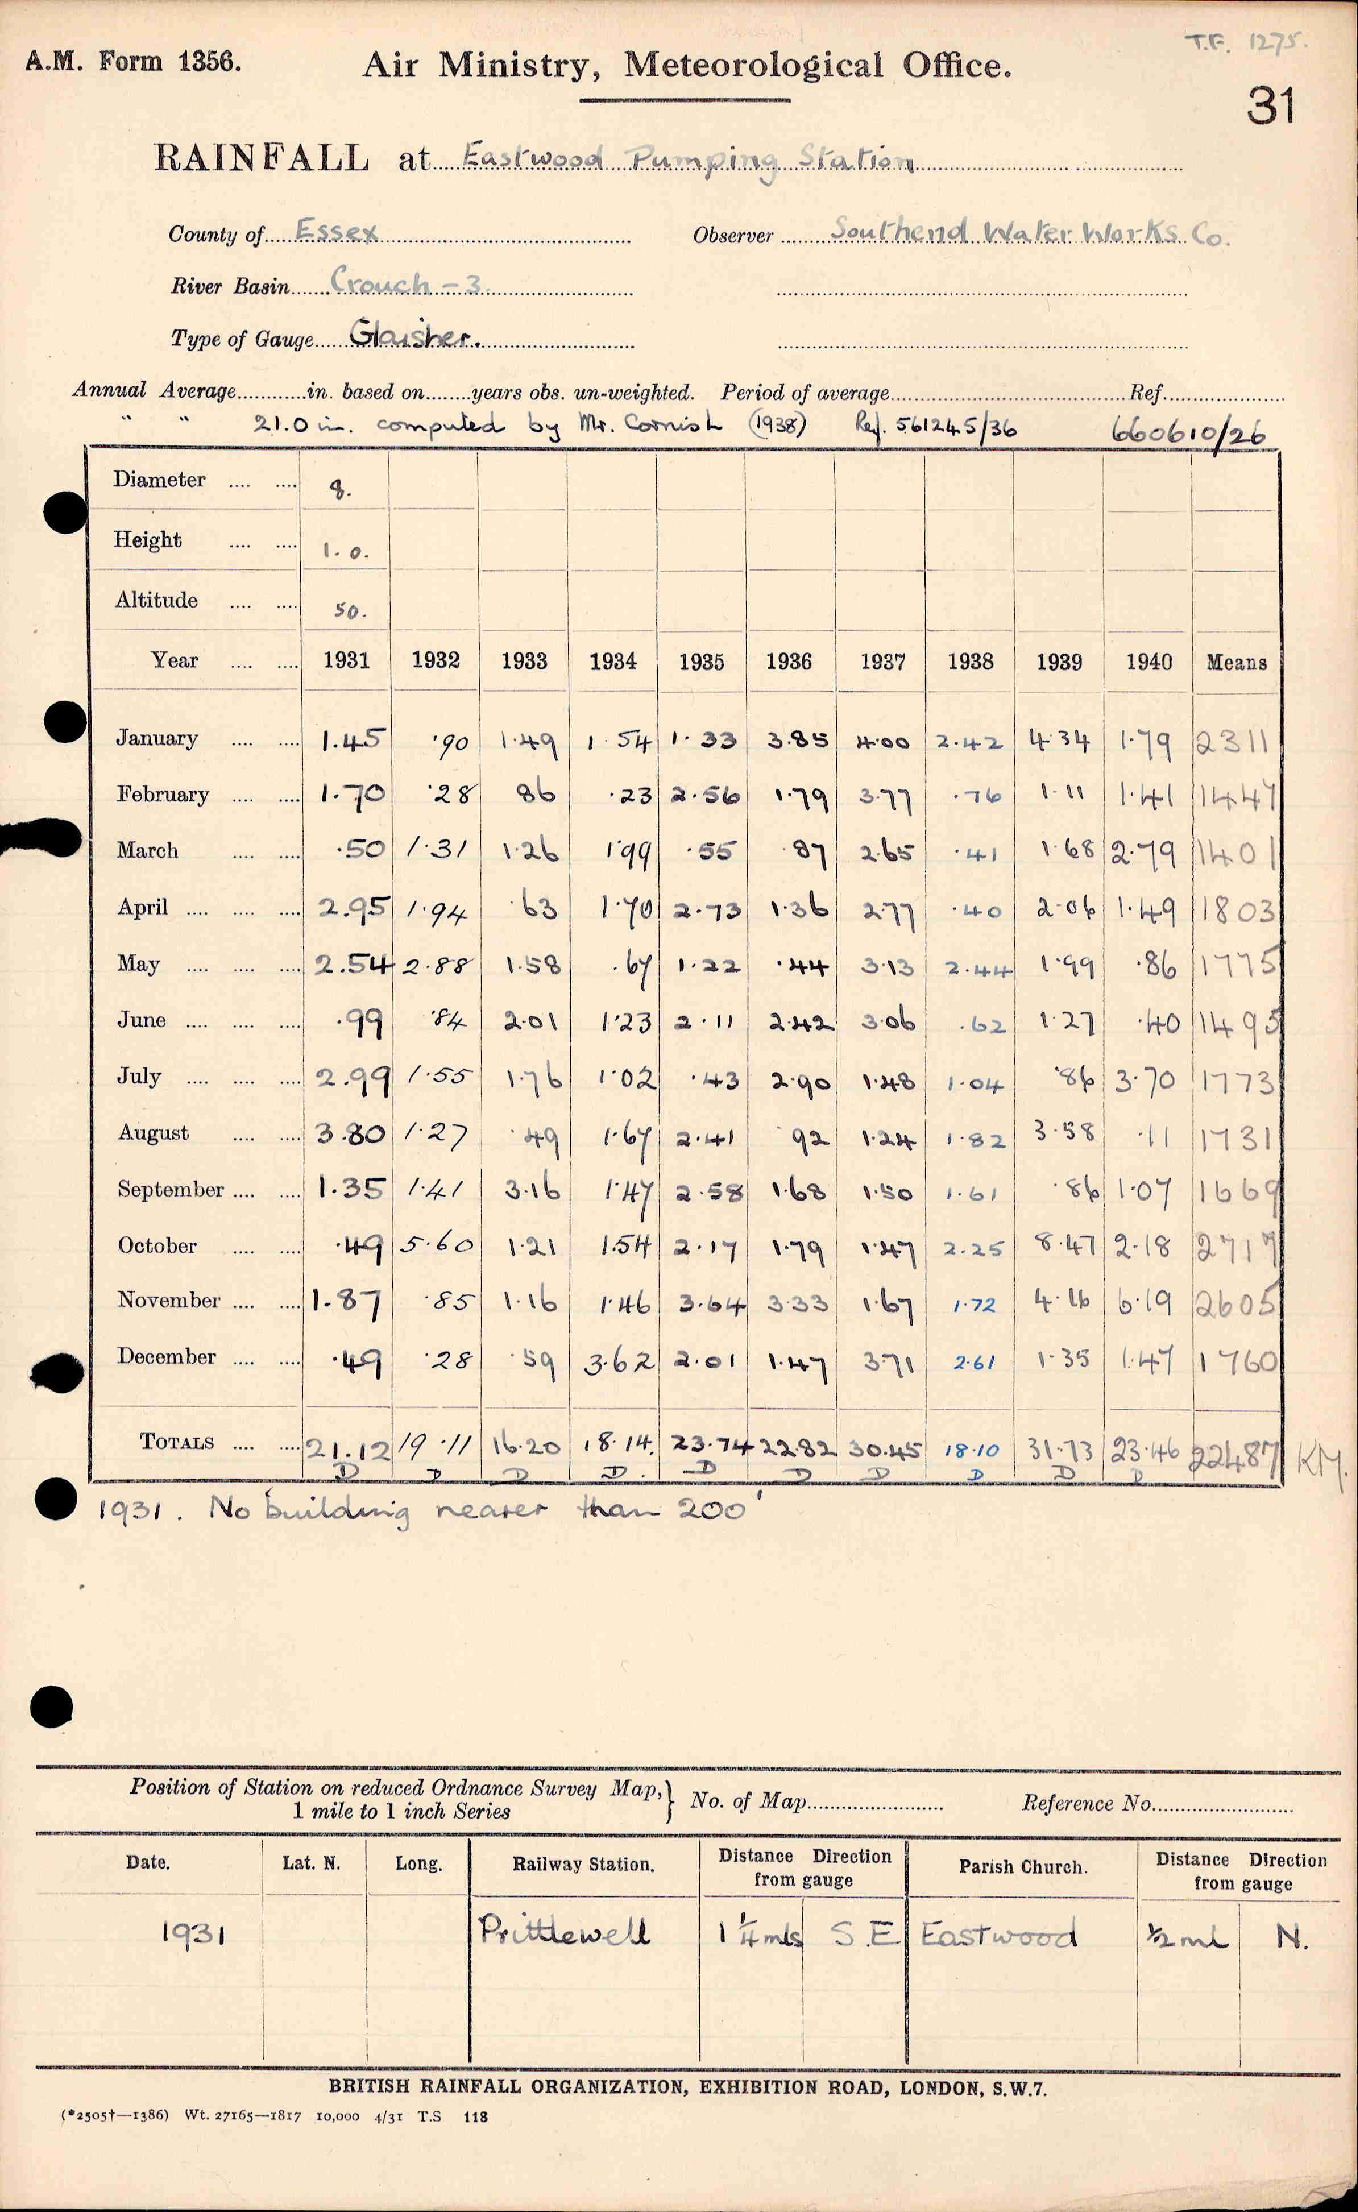 T.F. 1275.
A.M. Form 1356. Air Ministry, Meteorological Office.
31
RAINFALL at Eastwood Pumping Station
County of Essex Observer Southend Water Works Co.
River Basin Crouch - 3.
Type of Gauge Glaisher.
Annual Average in. based on years obs. un-weighted. Period of average Ref.
" " 21.0 in. computed by Mr. Cornish (1938) Ref. 561245/36 660610/26
Diameter 8.
Height 1.0.
Altitude 50.
Year 1931 1932 1933 1934 1935 1936 1937 1938 1939 1940 Means
January 1.45 .90 1.49 1.54 1.33 3.85 4.00 2.42 4.34 1.79 2311
February 1.70 .28 86 .23 2.56 1.79 3.77 .76 1.11 1.41 1447
March .50 1.31 1.26 1.99 .55 .87 2.65 .41 1.68 2.79 1401
April 2.95 1.94 .63 1.70 2.73 1.36 2.77 .40 2.06 1.49 1803
May 2.54 2.88 1.58 .67 1.22 .44 3.13 2.44 1.99 .86 1775
June .99 .84 2.01 1.23 2.11 2.42 3.06 .62 1.27 .40 1495
July 2.99 1.55 1.76 1.02 .43 2.90 1.48 1.04 .86 3.70 1773
August 3.80 1.27 .49 1.67 2.41 .92 1.24 1.82 3.58 .11 1731
September 1.35 1.41 3.16 1.47 2.58 1.68 1.50 1.61 .86 1.07 1669
October .49 5.60 1.21 1.54 2.17 1.79 1.47 2.25 8.47 2.18 2717
November 1.87 .85 1.16 1.46 3.64 3.33 1.67 1.72 4.16 6.19 2605
December .49 .28 .59 3.62 2.01 1.47 3.71 2.61 1.35 1.47 1760
TOTALS 21.12 19.11 16.20 18.14. 23.74 22.82 30.45 18.10 31.73 23.46 22487 KM.
D D D D. D D D D D D
1931. No building nearer than 200'
Position of Station on reduced Ordnance Survey Map, 1 mile to 1 inch Series } No. of Map Reference No.
Date. Lat. N. Long. Railway Station. Distance Direction from gauge Parish Church. Distance Direction from gauge
1931 Prittlewell 1 1/4 mls S.E Eastwood 1/2 ml N.
BRITISH RAINFALL ORGANIZATION, EXHIBITION ROAD, LONDON, S.W.7.
(*2505†—1386) Wt. 27165—1817 10,000 4/31 T.S 118